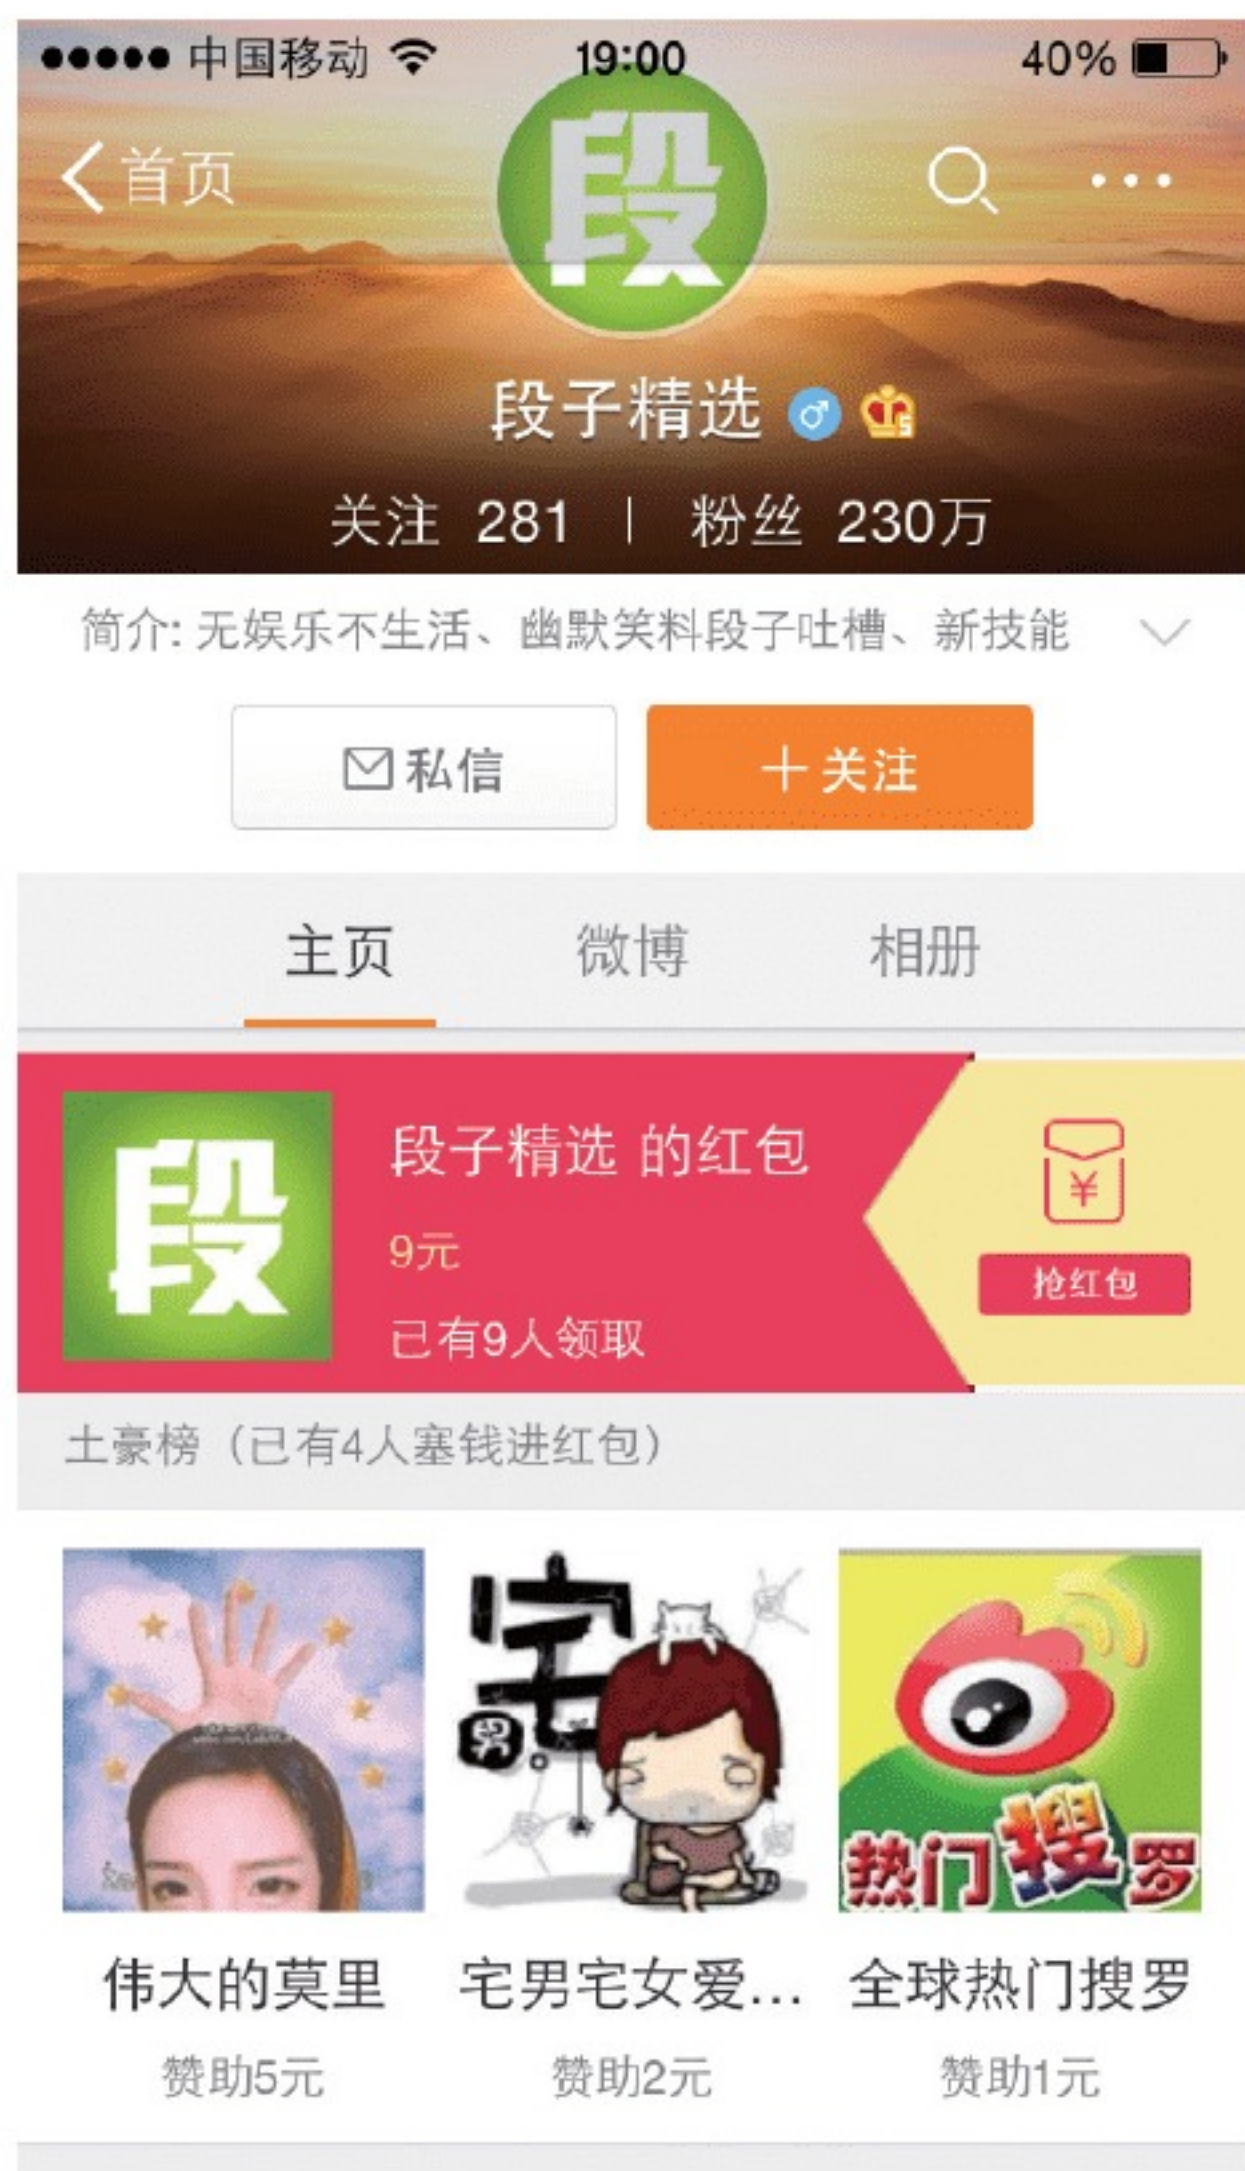 中国移动 19:00 40%
首页
段
段子精选
关注 281 | 粉丝 230万
简介: 无娱乐不生活、幽默笑料段子吐槽、新技能
私信 +关注
主页 微博 相册
段
段子精选 的红包
9元
已有9人领取
¥
抢红包
土豪榜（已有4人塞钱进红包）
宅
男。
热门搜罗
伟大的莫里 宅男宅女爱... 全球热门搜罗
赞助5元 赞助2元 赞助1元